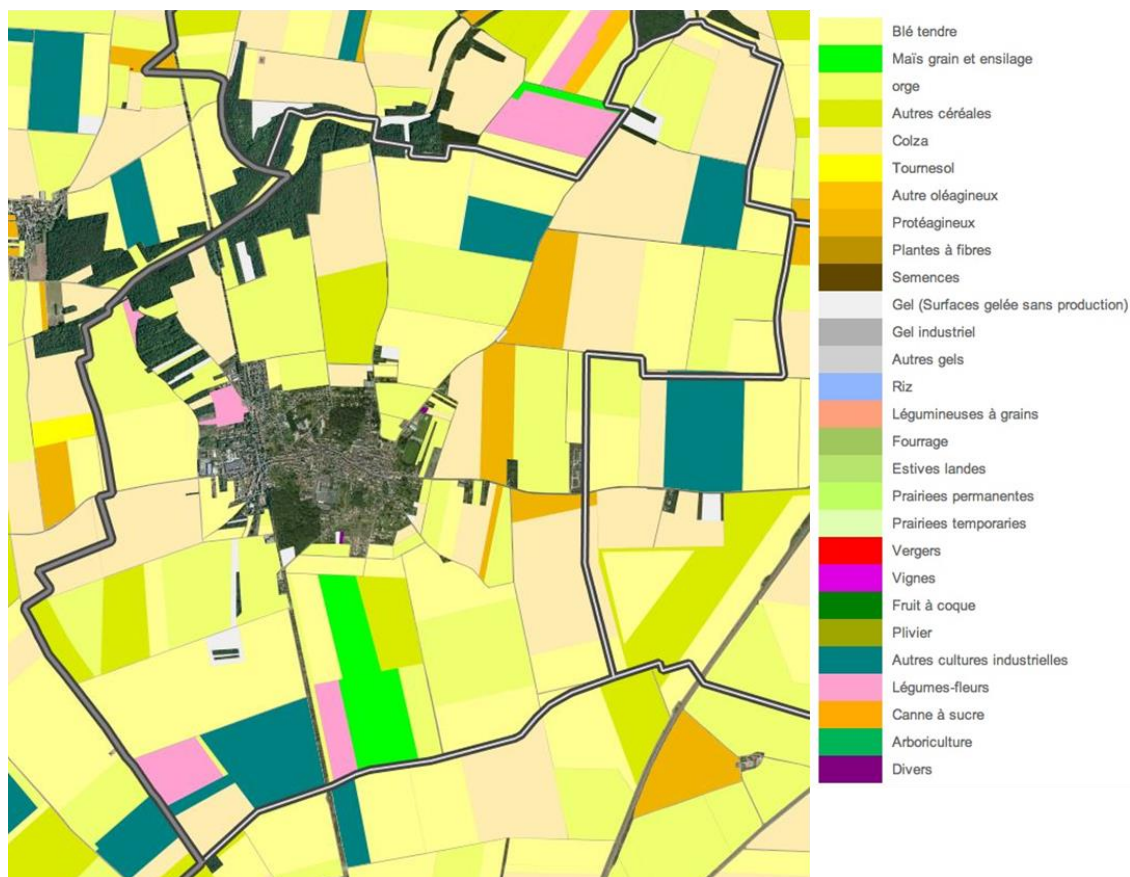 Blé tendre
Maïs grain et ensilage
orge
Autres céréales
Colza
Tournesol
Autre oléagineux
Protéagineux
Plantes à fibres
Semences
Gel (Surfaces gelée sans production)
Gel industriel
Autres gels
Riz
Légumineuses à grains
Fourrage
Estives landes
Prairiees permanentes
Prairiees temporaries
Vergers
Vignes
Fruit à coque
Plivier
Autres cultures industrielles
Légumes-fleurs
Canne à sucre
Arboriculture
Divers